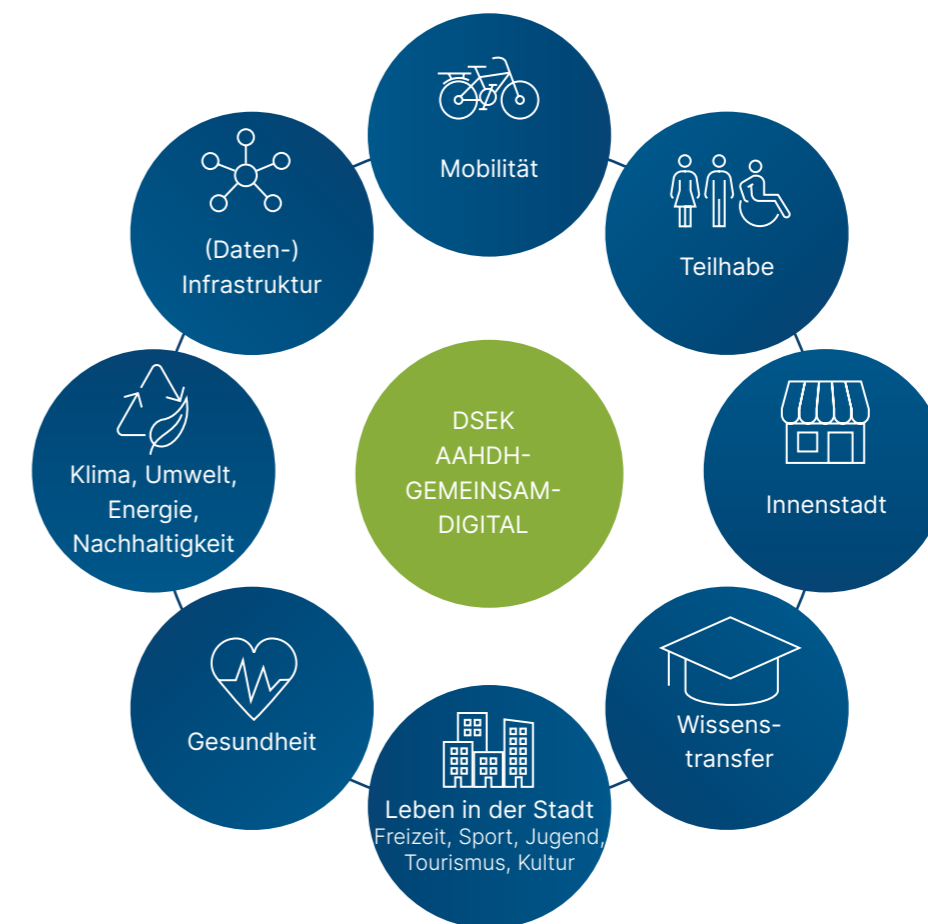 Mobilität
Teilhabe
Innenstadt
Wissens-
transfer
Leben in der Stadt
Freizeit, Sport, Jugend,
Tourismus, Kultur
Gesundheit
Klima, Umwelt,
Energie,
Nachhaltigkeit
(Daten-)
Infrastruktur
DSEK
AAHDH-
GEMEINSAM-
DIGITAL